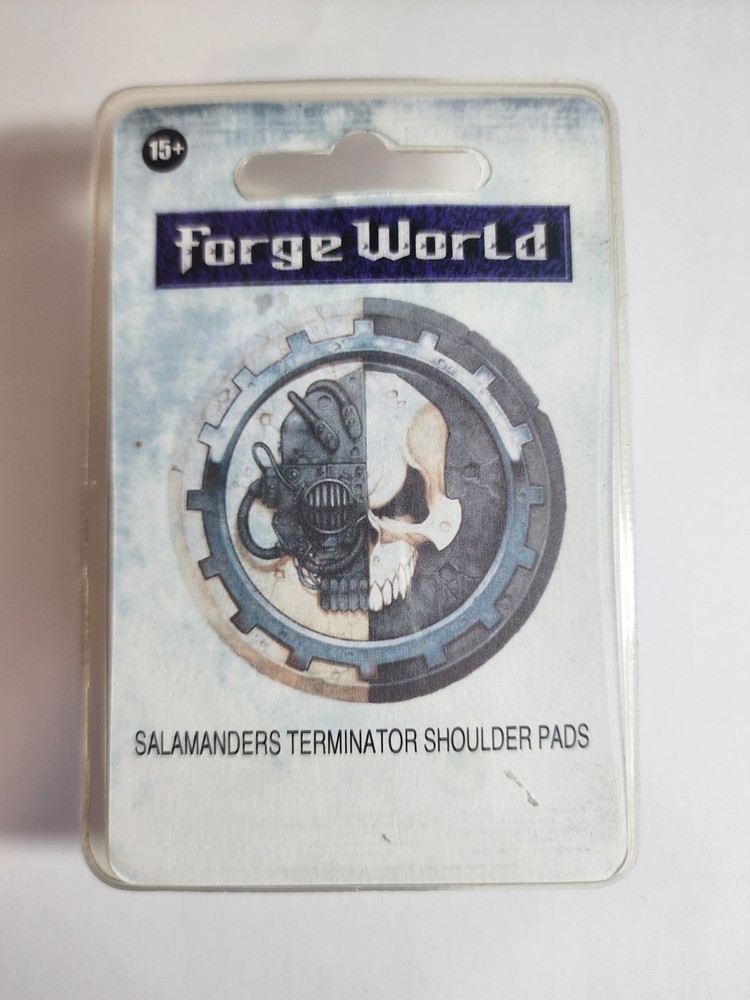 15+
Forge World
SALAMANDERS TERMINATOR SHOULDER PADS